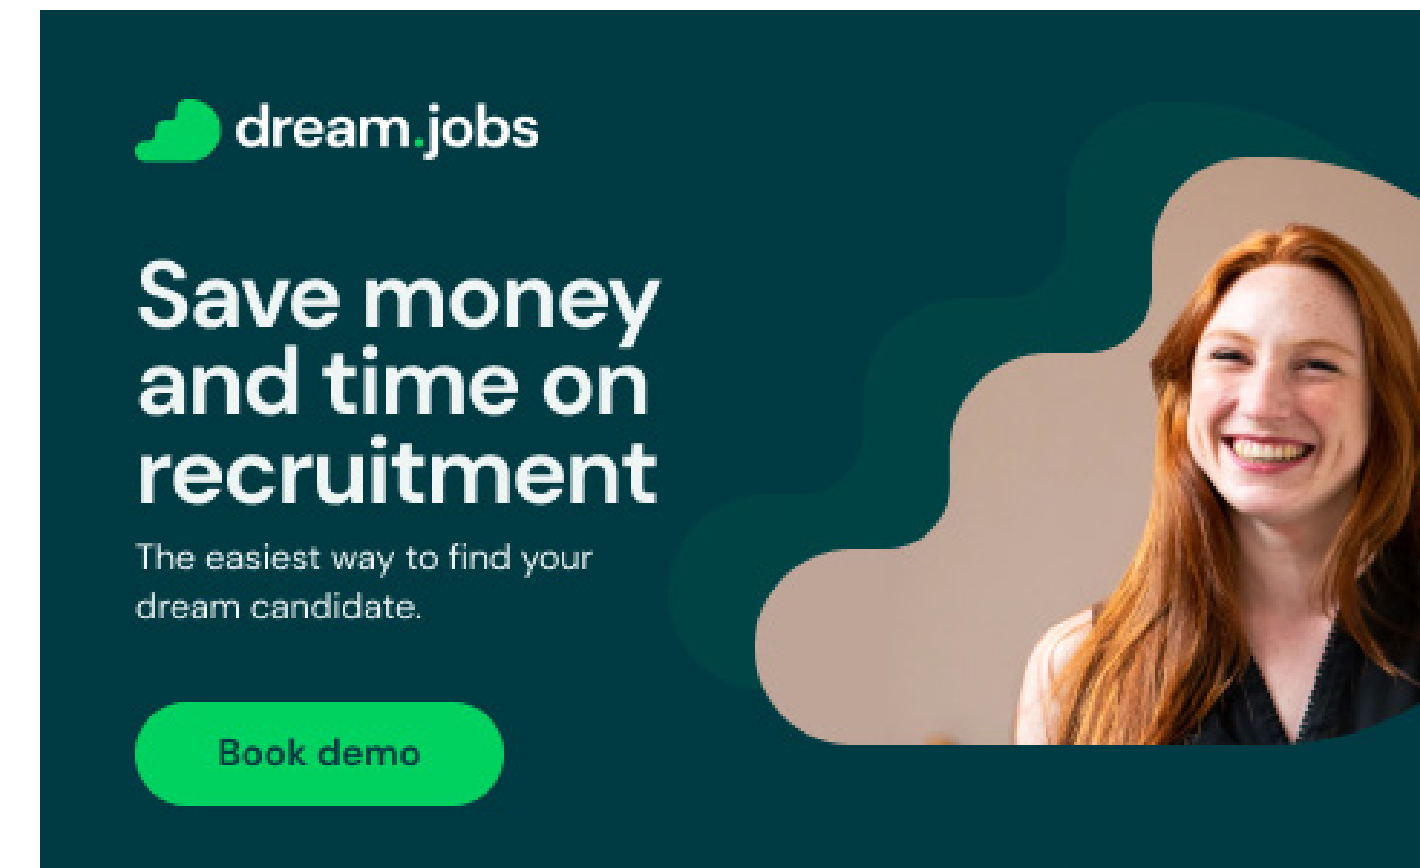 dream.jobs
Save money
and time on
recruitment
The easiest way to find your
dream candidate.
Book demo